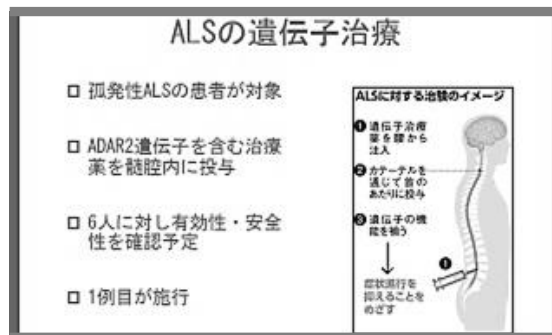 ALSの遺伝子治療
孤発性ALSの患者が対象
ADAR2遺伝子を含む治療
薬を髄腔内に投与
6人に対し有効性・安全
性を確認予定
1例目が施行
ALSに対する治験のイメージ
❶遺伝子治療
薬を腰から
注入
❷カテーテルを
通じて首の
あたりに投与
❸遺伝子の機
能を補う
症状進行を
抑えることを
めざす
❶